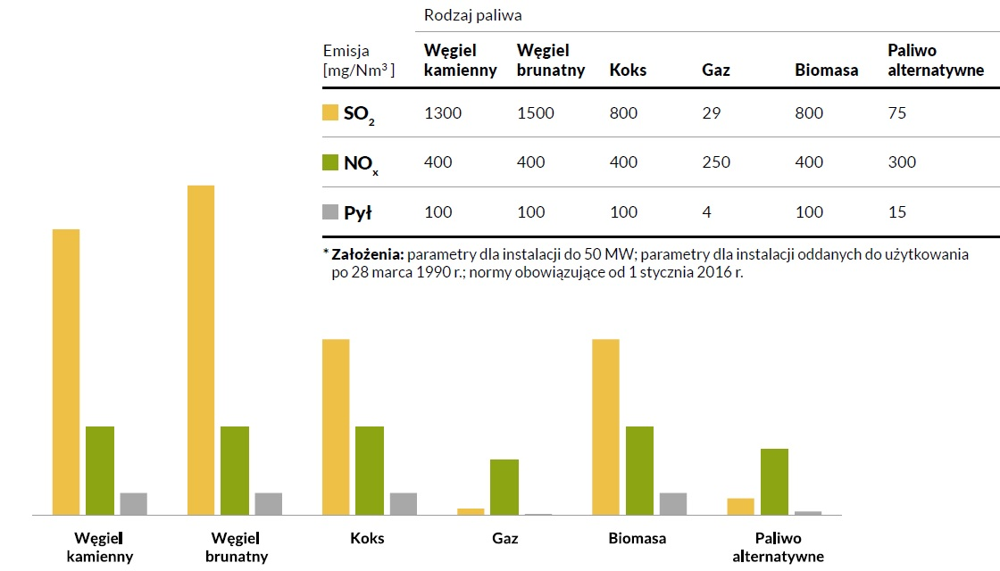 Rodzaj paliwa
Emisja [mg/Nm³] Węgiel kamienny Węgiel brunatny Koks Gaz Biomasa Paliwo alternatywne
SO₂ 1300 1500 800 29 800 75
NOₓ 400 400 400 250 400 300
Pył 100 100 100 4 100 15
* Założenia: parametry dla instalacji do 50 MW; parametry dla instalacji oddanych do użytkowania
po 28 marca 1990 r.; normy obowiązujące od 1 stycznia 2016 r.
Węgiel kamienny Węgiel brunatny Koks Gaz Biomasa Paliwo alternatywne